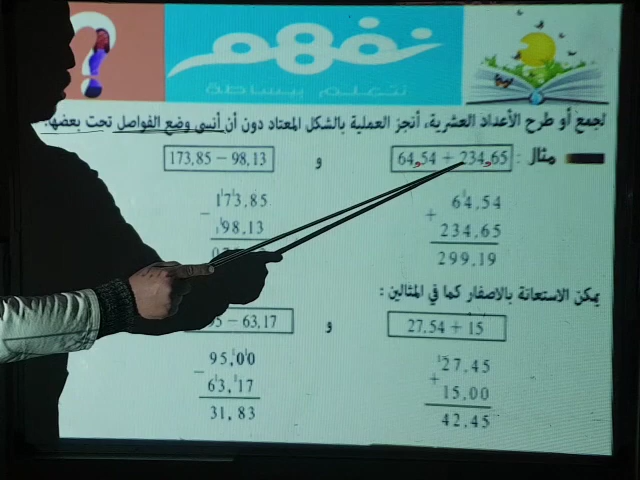 نفهم
نتعلم ببساطة
لجمع أو طرح الأعداد العشرية، أنجز العملية بالشكل المعتاد دون أن أنسى وضع الفواصل تحت بعضها.
مثال : 64,54 + 234,65 و 173,85 − 98,13
64,54
+
234,65
299,19
173,85
−
98,13
يمكن الاستعانة بالاصفار كما في المثالين :
27,54 + 15 و 95 − 63,17
27,45
+
15,00
42,45
95,00
−
63,17
31,83